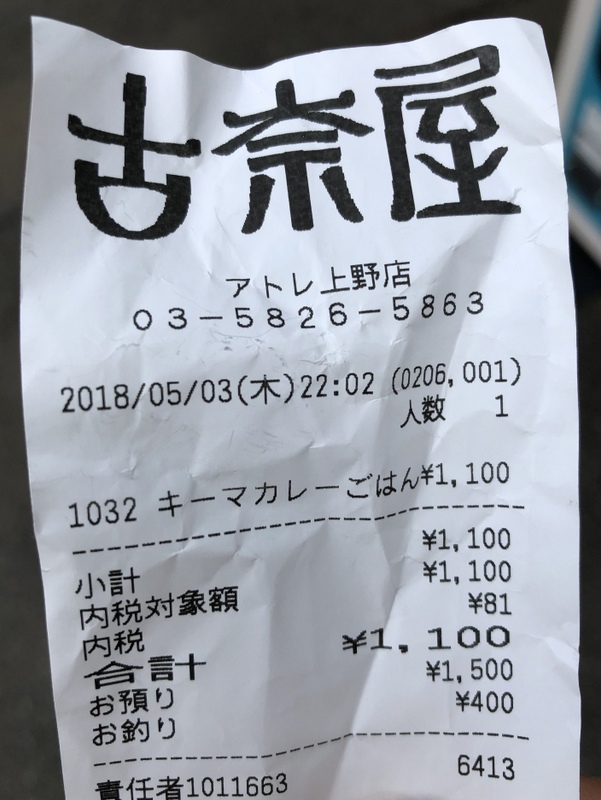 古奈屋
アトレ上野店
03-5826-5863
2018/05/03(木)22:02 (0206,001)
人数 1
1032 キーマカレーごはん¥1,100
小計 ¥1,100
内税対象額 ¥1,100
内税 ¥81
合計 ¥1,100
お預り ¥1,500
お釣り ¥400
6413
責任者1011663